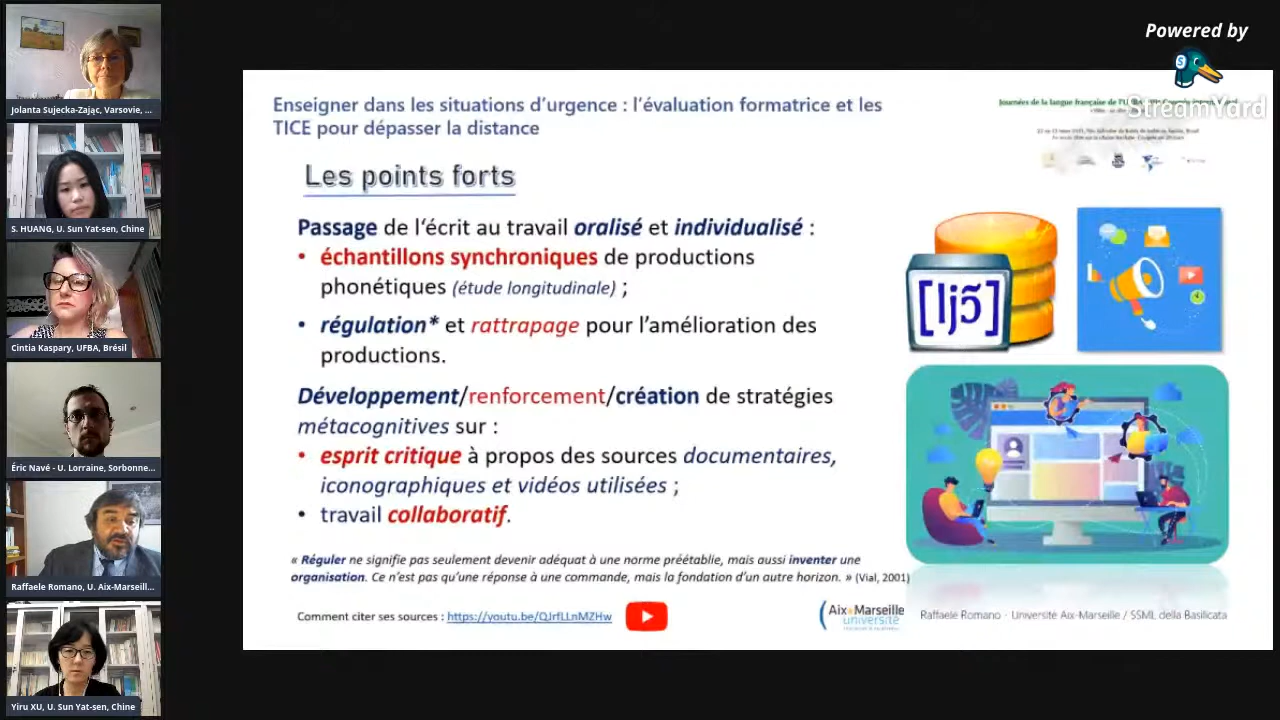 Powered by
StreamYard
Jolanta Sujecka-Zając, Varsovie, ...
S. HUANG, U. Sun Yat-sen, Chine
Cintia Kaspary, UFBA, Brésil
Éric Navé - U. Lorraine, Sorbonne...
Raffaele Romano, U. Aix-Marseill...
Yiru XU, U. Sun Yat-sen, Chine
Enseigner dans les situations d’urgence : l’évaluation formatrice et les
TICE pour dépasser la distance
Les points forts
Passage de l‘écrit au travail oralisé et individualisé :
• échantillons synchroniques de productions
phonétiques (étude longitudinale) ;
• régulation* et rattrapage pour l’amélioration des
productions.
Développement/renforcement/création de stratégies
métacognitives sur :
• esprit critique à propos des sources documentaires,
iconographiques et vidéos utilisées ;
• travail collaboratif.
« Réguler ne signifie pas seulement devenir adéquat à une norme préétablie, mais aussi inventer une
organisation. Ce n’est pas qu’une réponse à une commande, mais la fondation d’un autre horizon. » (Vial, 2001)
Comment citer ses sources : https://youtu.be/QJrfLLnMZHw
[ljɔ̃]
Aix Marseille
université
Raffaele Romano - Université Aix-Marseille / SSML della Basilicata
Journées de la langue française de